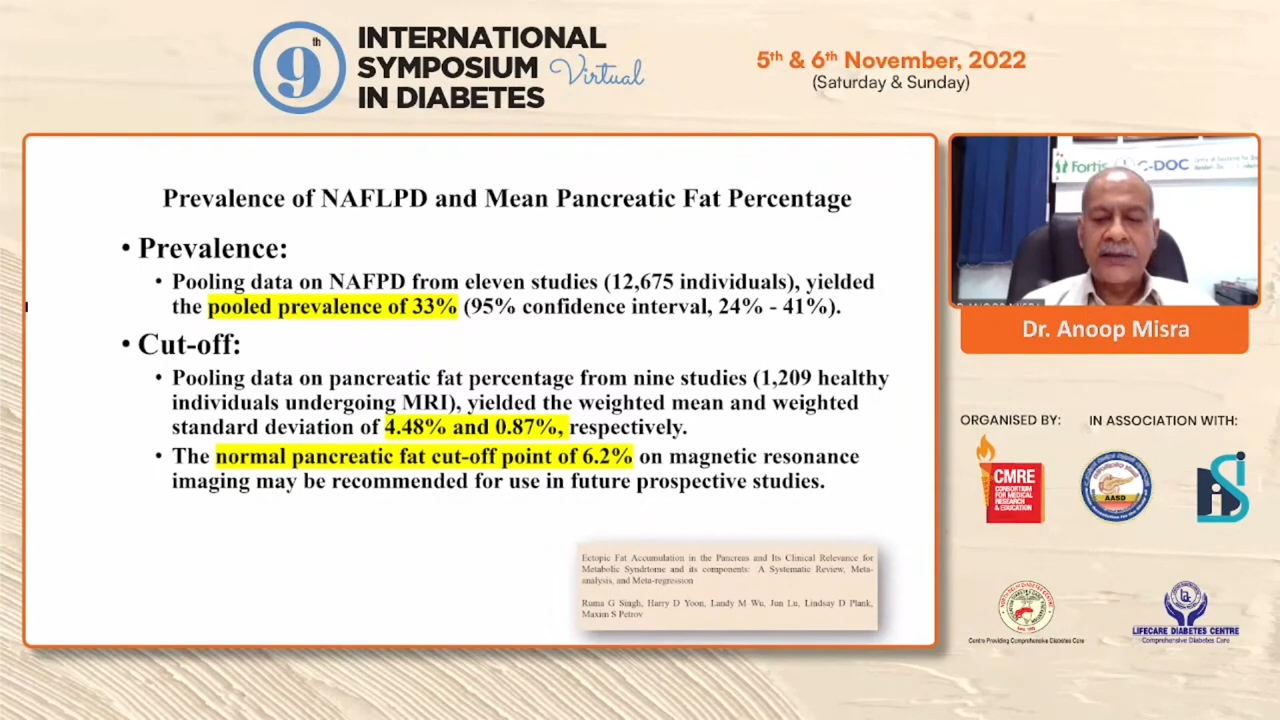 9th
INTERNATIONAL
SYMPOSIUM
IN DIABETES
Virtual
5th & 6th November, 2022
(Saturday & Sunday)
Prevalence of NAFLPD and Mean Pancreatic Fat Percentage
• Prevalence:
• Pooling data on NAFPD from eleven studies (12,675 individuals), yielded
the pooled prevalence of 33% (95% confidence interval, 24% - 41%).
• Cut-off:
• Pooling data on pancreatic fat percentage from nine studies (1,209 healthy
individuals undergoing MRI), yielded the weighted mean and weighted
standard deviation of 4.48% and 0.87%, respectively.
• The normal pancreatic fat cut-off point of 6.2% on magnetic resonance
imaging may be recommended for use in future prospective studies.
Ectopic Fat Accumulation in the Pancreas and Its Clinical Relevance for
Metabolic Syndrtome and its components: A Systematic Review, Meta-
analysis, and Meta-regression
Ruma G Singh, Harry D Yoon, Landy M Wu, Jun Lu, Lindsay D Plank,
Maxim S Petrov
Fortis C-DOC
Dr. Anoop Misra
ORGANISED BY:
IN ASSOCIATION WITH:
CMRE
CONSORTIUM
FOR MEDICAL
RESEARCH
& EDUCATION
AASD
Centre Providing Comprehensive Diabetes Care
LIFECARE DIABETES CENTRE
Comprehensive Diabetes Care